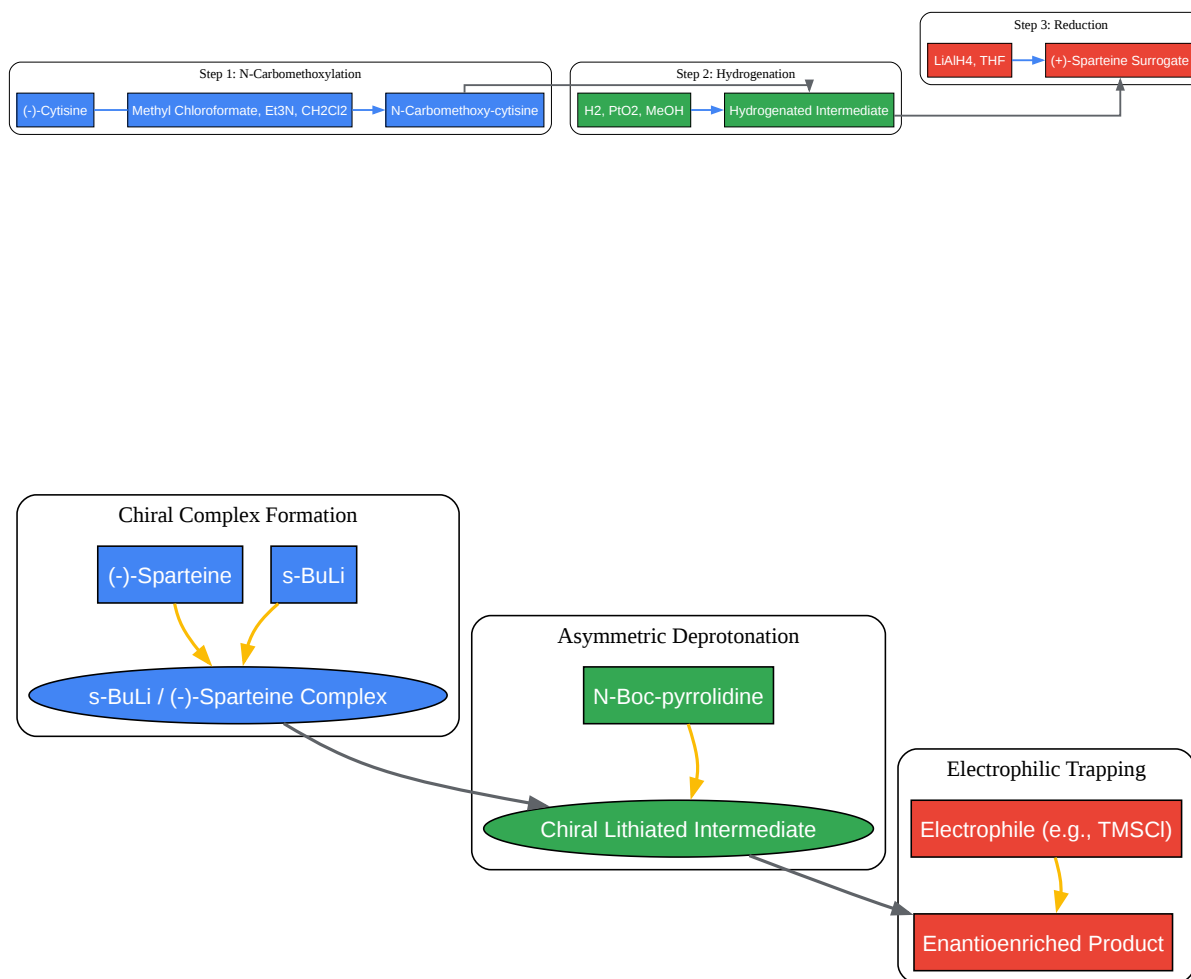 Step 3: Reduction
LiAlH4, THF
(+)-Sparteine Surrogate
Step 1: N-Carbomethoxylation
(-)-Cytisine
Methyl Chloroformate, Et3N, CH2Cl2
N-Carbomethoxy-cytisine
Step 2: Hydrogenation
H2, PtO2, MeOH
Hydrogenated Intermediate
Chiral Complex Formation
(-)-Sparteine
s-BuLi
s-BuLi / (-)-Sparteine Complex
Asymmetric Deprotonation
N-Boc-pyrrolidine
Chiral Lithiated Intermediate
Electrophilic Trapping
Electrophile (e.g., TMSCl)
Enantioenriched Product